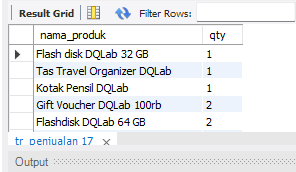 Result Grid Filter Rows:
nama_produk qty
Flash disk DQLab 32 GB 1
Tas Travel Organizer DQLab 1
Kotak Pensil DQLab 1
Gift Voucher DQLab 100rb 2
Flashdisk DQLab 64 GB 2
tr_penjualan 17 ×
Output